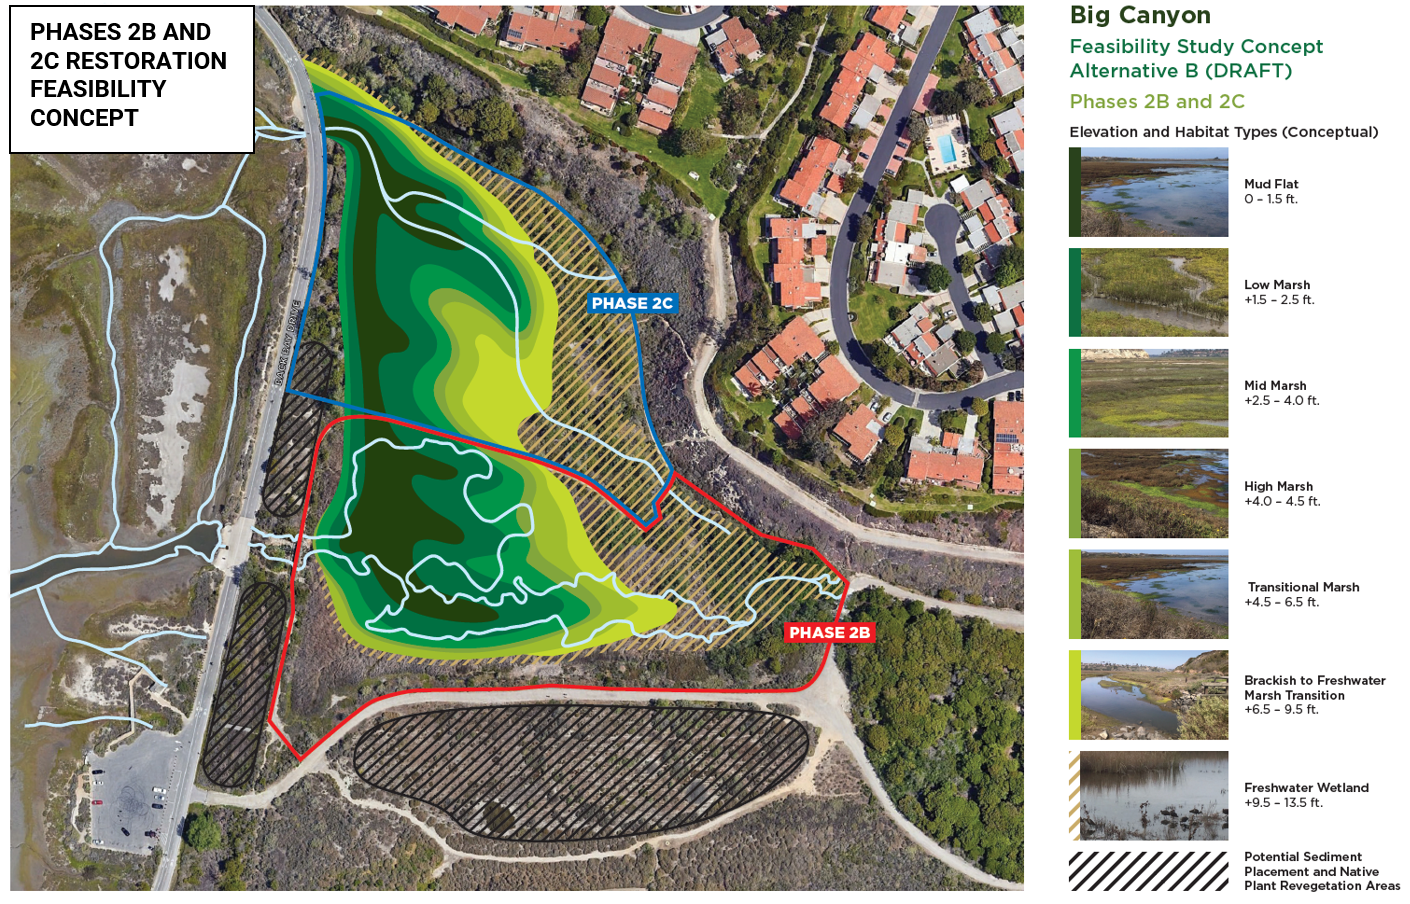 PHASES 2B AND
2C RESTORATION
FEASIBILITY
CONCEPT
BACK BAY DRIVE
PHASE 2C
PHASE 2B
Big Canyon
Feasibility Study Concept
Alternative B (DRAFT)
Phases 2B and 2C
Elevation and Habitat Types (Conceptual)
Mud Flat
0 – 1.5 ft.
Low Marsh
+1.5 – 2.5 ft.
Mid Marsh
+2.5 – 4.0 ft.
High Marsh
+4.0 – 4.5 ft.
Transitional Marsh
+4.5 – 6.5 ft.
Brackish to Freshwater
Marsh Transition
+6.5 – 9.5 ft.
Freshwater Wetland
+9.5 – 13.5 ft.
Potential Sediment
Placement and Native
Plant Revegetation Areas